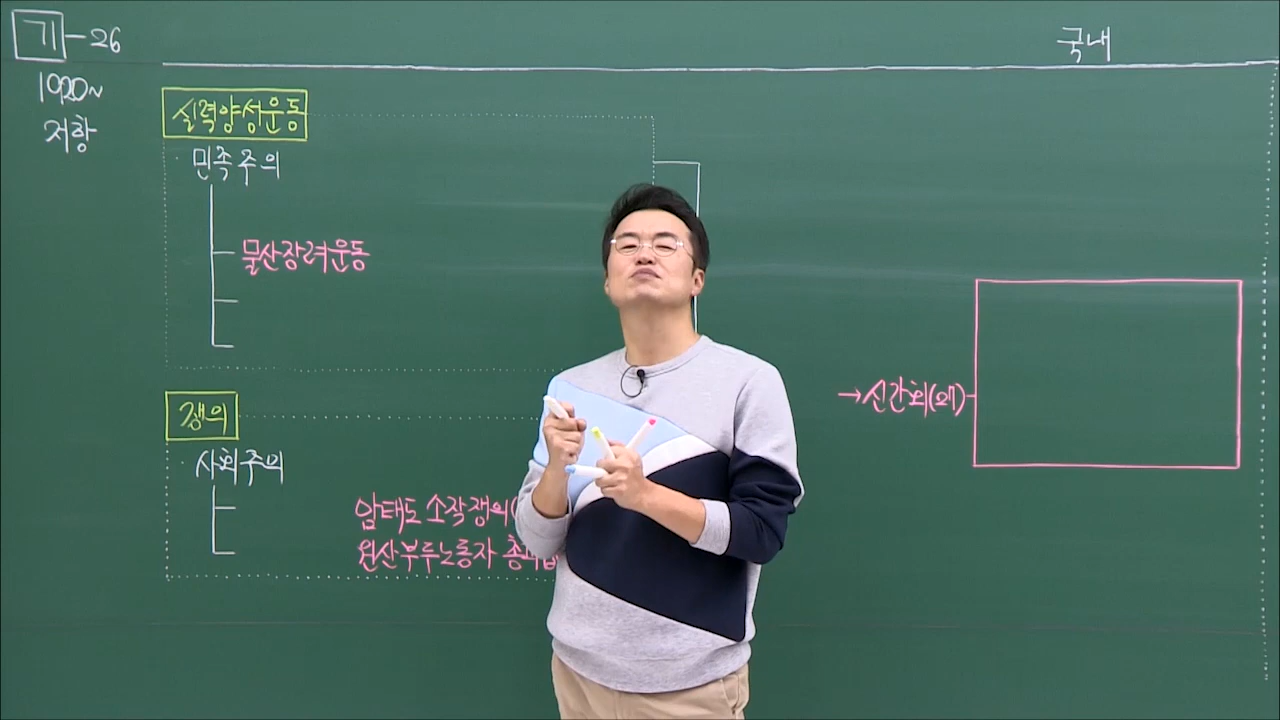 기-26
국내
1920~
저항
실력양성운동
· 민족주의
물산장려운동
쟁의
· 사회주의
암태도 소작쟁의(
원산부두노동자 총파업
→신간회(27)